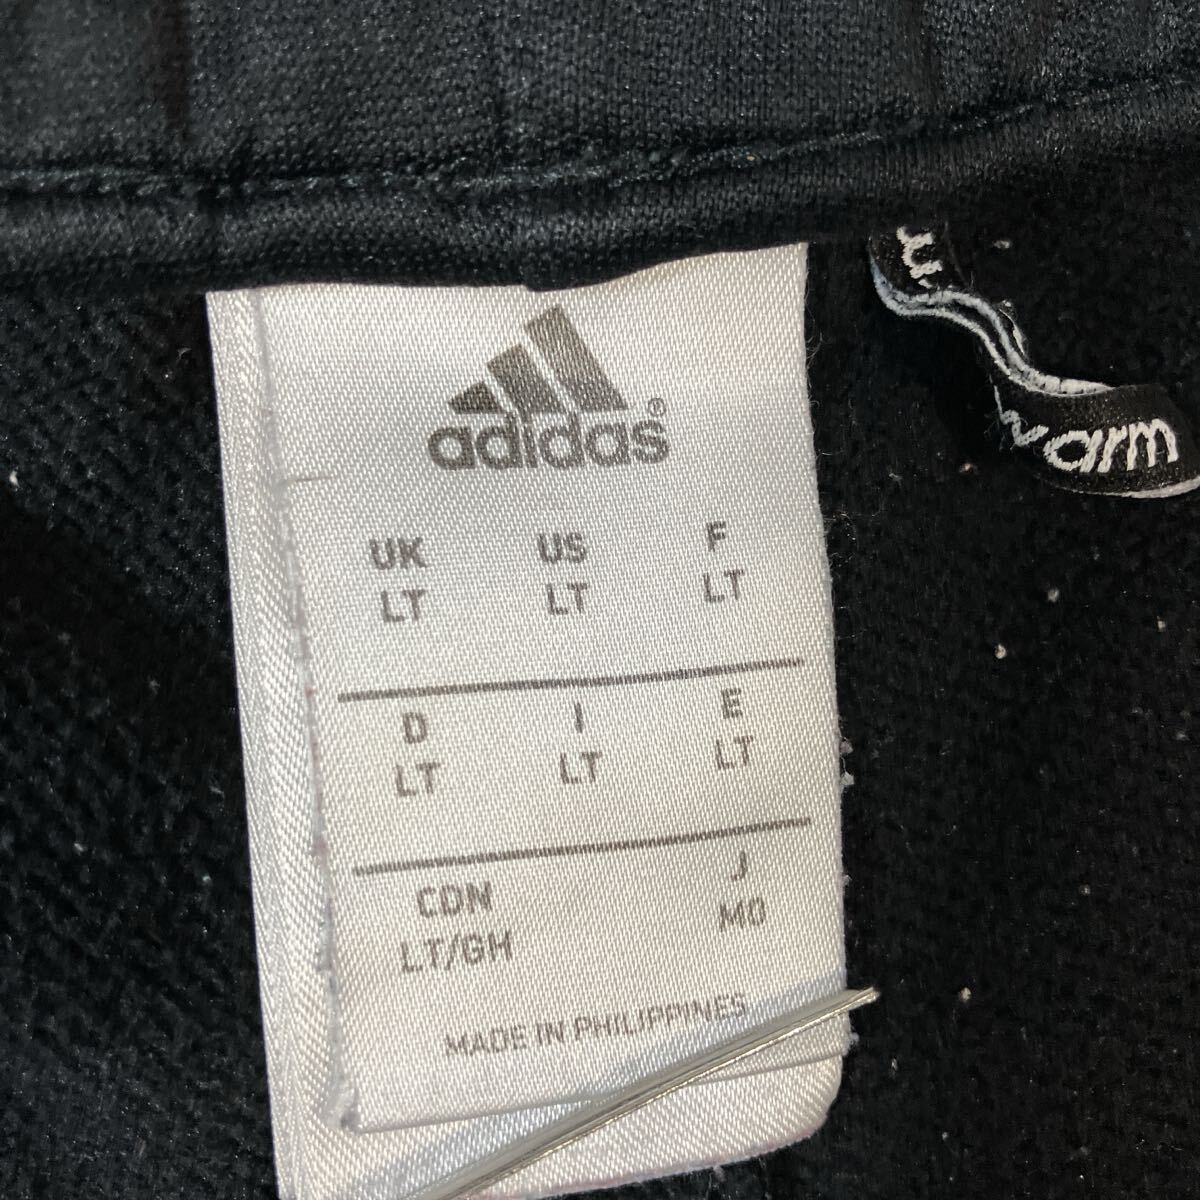 adidas®
UK US F
LT LT LT
D I E
LT LT LT
CDN J
LT/GH MO
MADE IN PHILIPPINES
warm